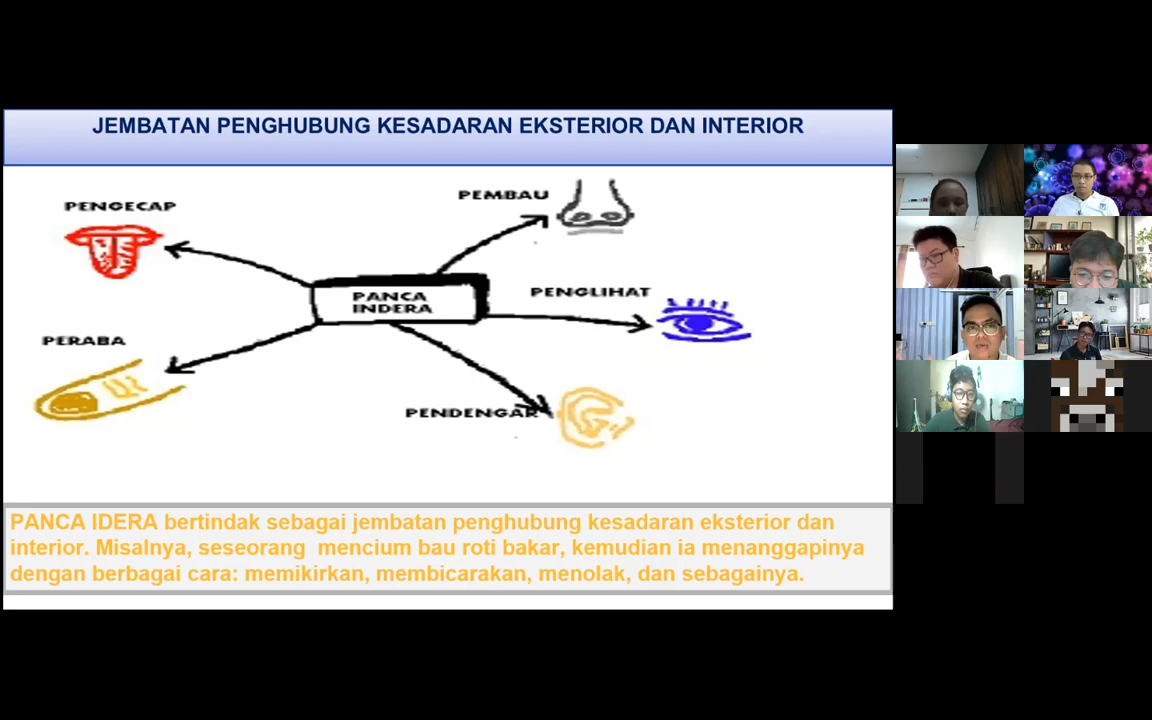 JEMBATAN PENGHUBUNG KESADARAN EKSTERIOR DAN INTERIOR
PENGECAP
PEMBAU
PANCA
INDERA
PENGLIHAT
PERABA
PENDENGAR
PANCA IDERA bertindak sebagai jembatan penghubung kesadaran eksterior dan
interior. Misalnya, seseorang mencium bau roti bakar, kemudian ia menanggapinya
dengan berbagai cara: memikirkan, membicarakan, menolak, dan sebagainya.